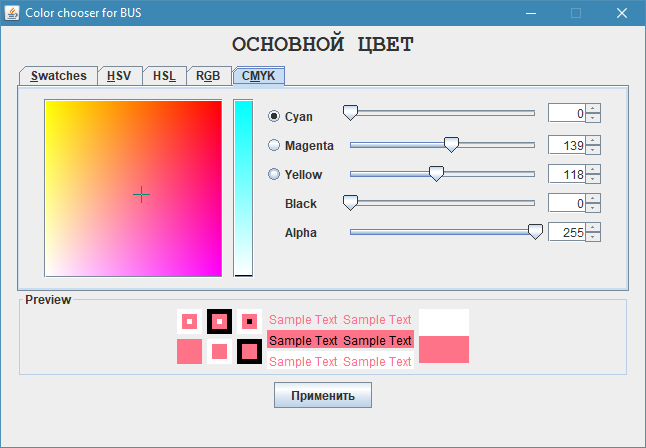 Color chooser for BUS
ОСНОВНОЙ ЦВЕТ
Swatches HSV HSL RGB CMYK
Cyan 0
Magenta 139
Yellow 118
Black 0
Alpha 255
Preview
Sample Text Sample Text
Sample Text Sample Text
Sample Text Sample Text
Применить